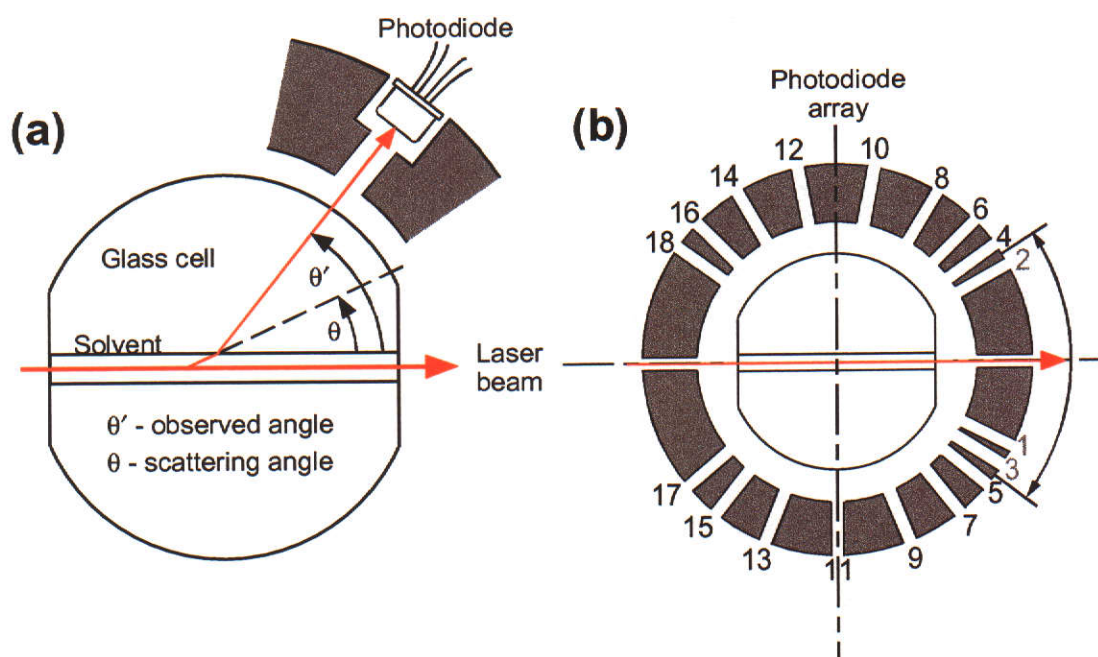 (a)
Photodiode
Glass cell
θ'
θ
Solvent
Laser
beam
θ' - observed angle
θ - scattering angle
(b)
Photodiode
array
12
10
14
8
16
6
18
4
2
1
3
17
5
15
7
13
11
9